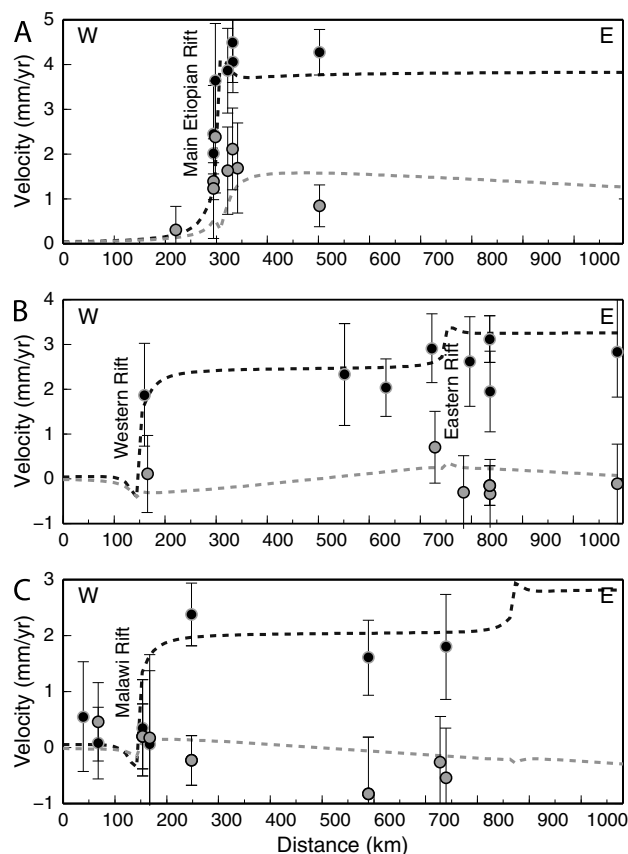 A
W
E
Velocity (mm/yr)
Main Etiopian Rift
5
4
3
2
1
0
0 100 200 300 400 500 600 700 800 900 1000
B
W
E
Velocity (mm/yr)
Western Rift
Eastern Rift
4
3
2
1
0
−1
0 100 200 300 400 500 600 700 800 900 1000
C
W
E
Velocity (mm/yr)
Malawi Rift
3
2
1
0
−1
0 100 200 300 400 500 600 700 800 900 1000
Distance (km)